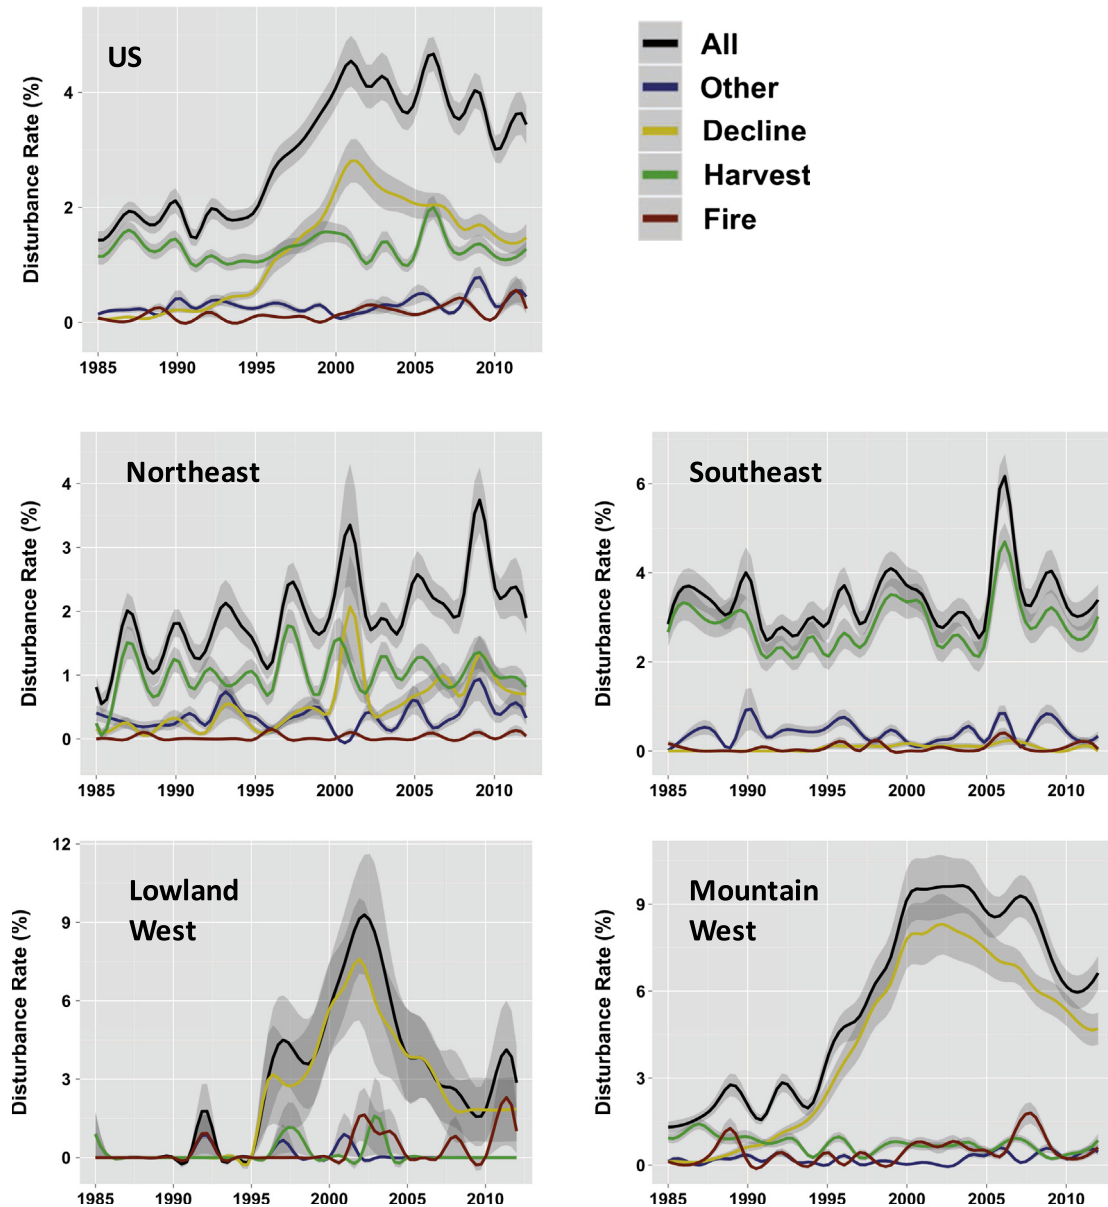 US
All
Other
Decline
Harvest
Fire
Disturbance Rate (%)
4
2
0
1985 1990 1995 2000 2005 2010
Northeast
Disturbance Rate (%)
4
3
2
1
0
1985 1990 1995 2000 2005 2010
Southeast
Disturbance Rate (%)
6
4
2
0
1985 1990 1995 2000 2005 2010
Lowland
West
Disturbance Rate (%)
12
9
6
3
0
1985 1990 1995 2000 2005 2010
Mountain
West
Disturbance Rate (%)
9
6
3
0
1985 1990 1995 2000 2005 2010